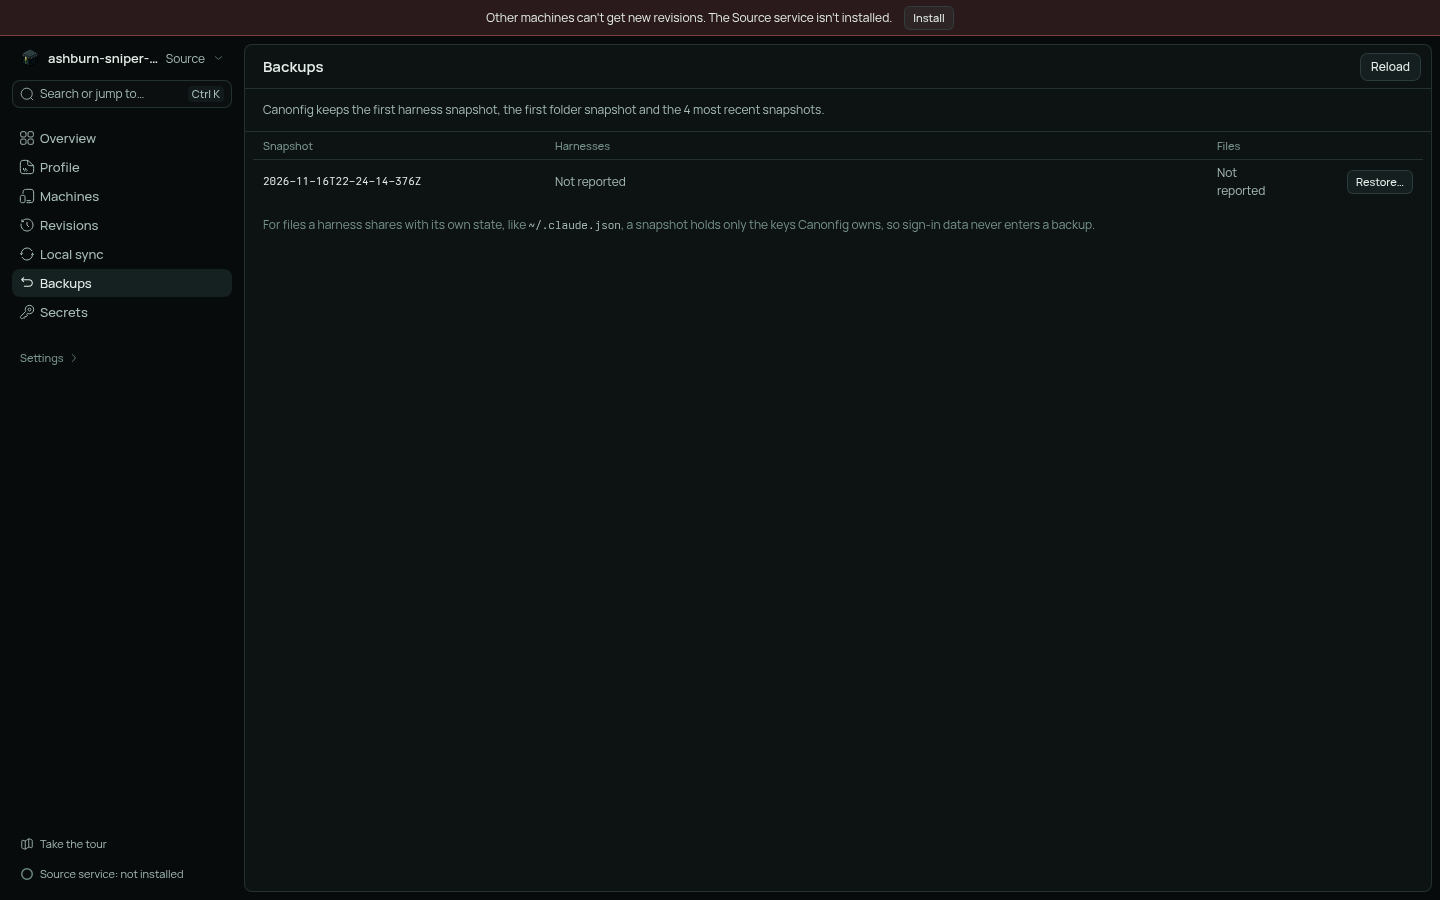 Other machines can't get new revisions. The Source service isn't installed. Install
ashburn-sniper-... Source
Search or jump to... Ctrl K
Overview
Profile
Machines
Revisions
Local sync
Backups
Secrets
Settings
Take the tour
Source service: not installed
Backups
Reload
Canonfig keeps the first harness snapshot, the first folder snapshot and the 4 most recent snapshots.
Snapshot Harnesses Files
2026-11-16T22-24-14-376Z Not reported Not reported Restore...
For files a harness shares with its own state, like ~/.claude.json, a snapshot holds only the keys Canonfig owns, so sign-in data never enters a backup.